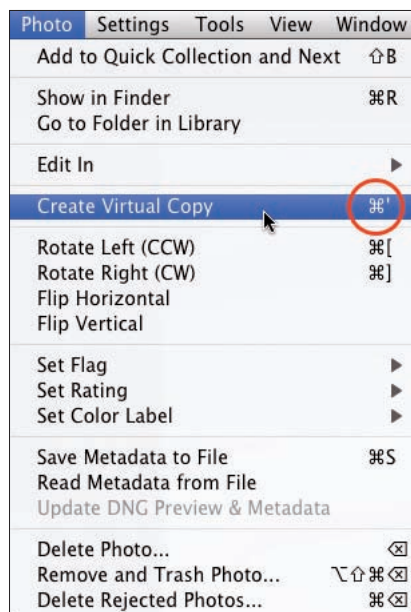 Photo Settings Tools View Window
Add to Quick Collection and Next ⇧B
Show in Finder ⌘R
Go to Folder in Library
Edit In ▶
Create Virtual Copy ⌘'
Rotate Left (CCW) ⌘[
Rotate Right (CW) ⌘]
Flip Horizontal
Flip Vertical
Set Flag ▶
Set Rating ▶
Set Color Label ▶
Save Metadata to File ⌘S
Read Metadata from File
Update DNG Preview & Metadata
Delete Photo... ⌫
Remove and Trash Photo... ⌥⇧⌘⌫
Delete Rejected Photos... ⌘⌫